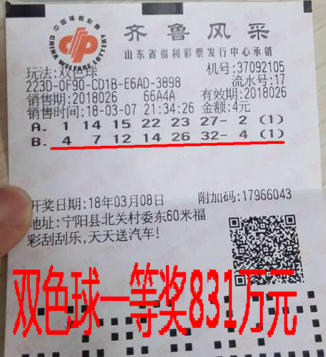 中国福利彩票
CHINA WELFARE LOTTERY
齐鲁风采
山东省福利彩票发行中心承销
玩法:双色球 机号:37092105
223D-0F90-CD1B-E6AD-3898 流水号:17
销售期:2018026 66A4A 有效期:2018026
销售时间:18-03-07 21:34:26 金额:4元
A. 1 14 15 22 23 27- 2 (1)
B. 4 7 12 14 26 32- 4 (1)
开奖日期:18年03月08日 附加码:17966043
地址:宁阳县北关村委东60米福
彩刮刮乐,天天送汽车!
双色球一等奖831万元